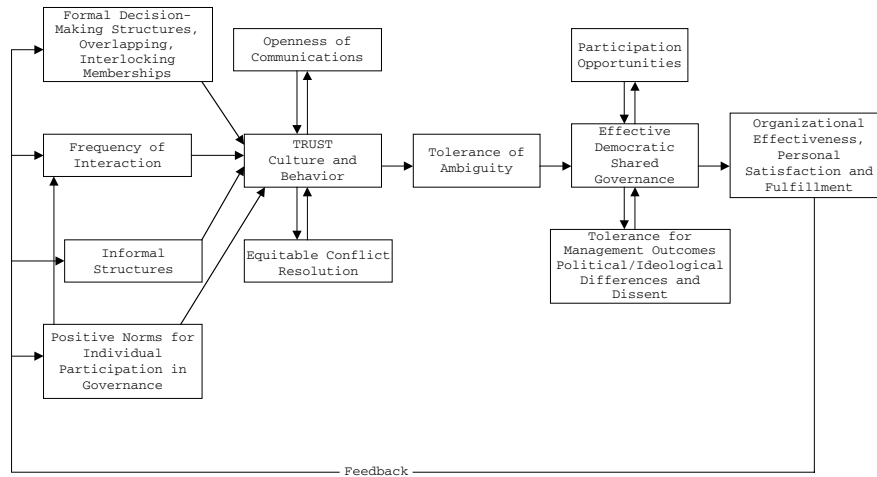 Formal Decision-
Making Structures,
Overlapping,
Interlocking
Memberships
Openness of
Communications
Participation
Opportunities
Frequency of
Interaction
TRUST
Culture and
Behavior
Tolerance of
Ambiguity
Effective
Democratic
Shared
Governance
Organizational
Effectiveness,
Personal
Satisfaction and
Fulfillment
Informal
Structures
Equitable Conflict
Resolution
Tolerance for
Management Outcomes
Political/Ideological
Differences and
Dissent
Positive Norms for
Individual
Participation in
Governance
Feedback